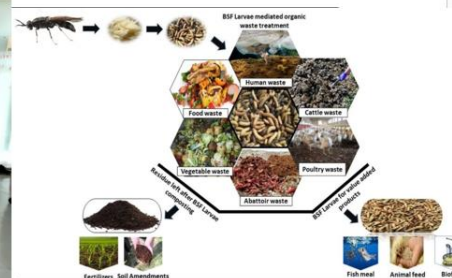 BSF Larvae mediated organic
waste treatment
Human waste
Food waste
Cattle waste
Vegetable waste
Poultry waste
Abattoir waste
Residue left after BSF Larvae
composting
BSF Larvae for value added
products
Fertilizers Soil Amendments
Fish meal
Animal feed